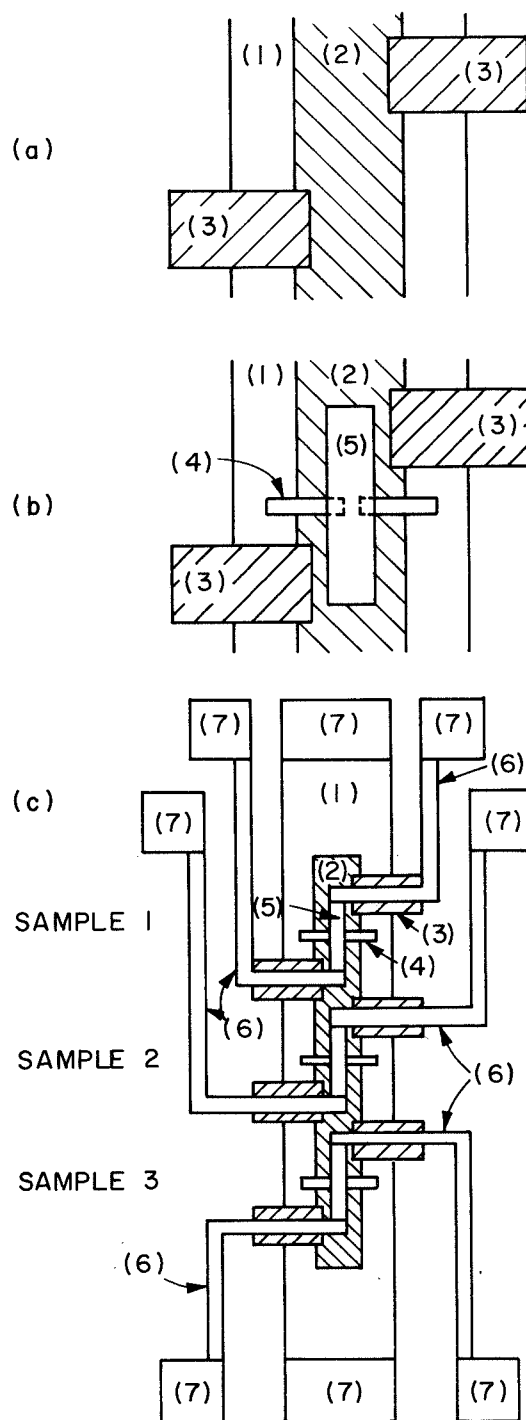 (1) (2) (3)
(a)
(3)
(1) (2)
(3)
(5)
(4)
(b)
(3)
(7) (7) (7)
(6)
(c) (1)
(7) (7)
(2)
SAMPLE 1 (5) (3)
(4)
(6)
SAMPLE 2 (6)
SAMPLE 3
(6)
(7) (7) (7)